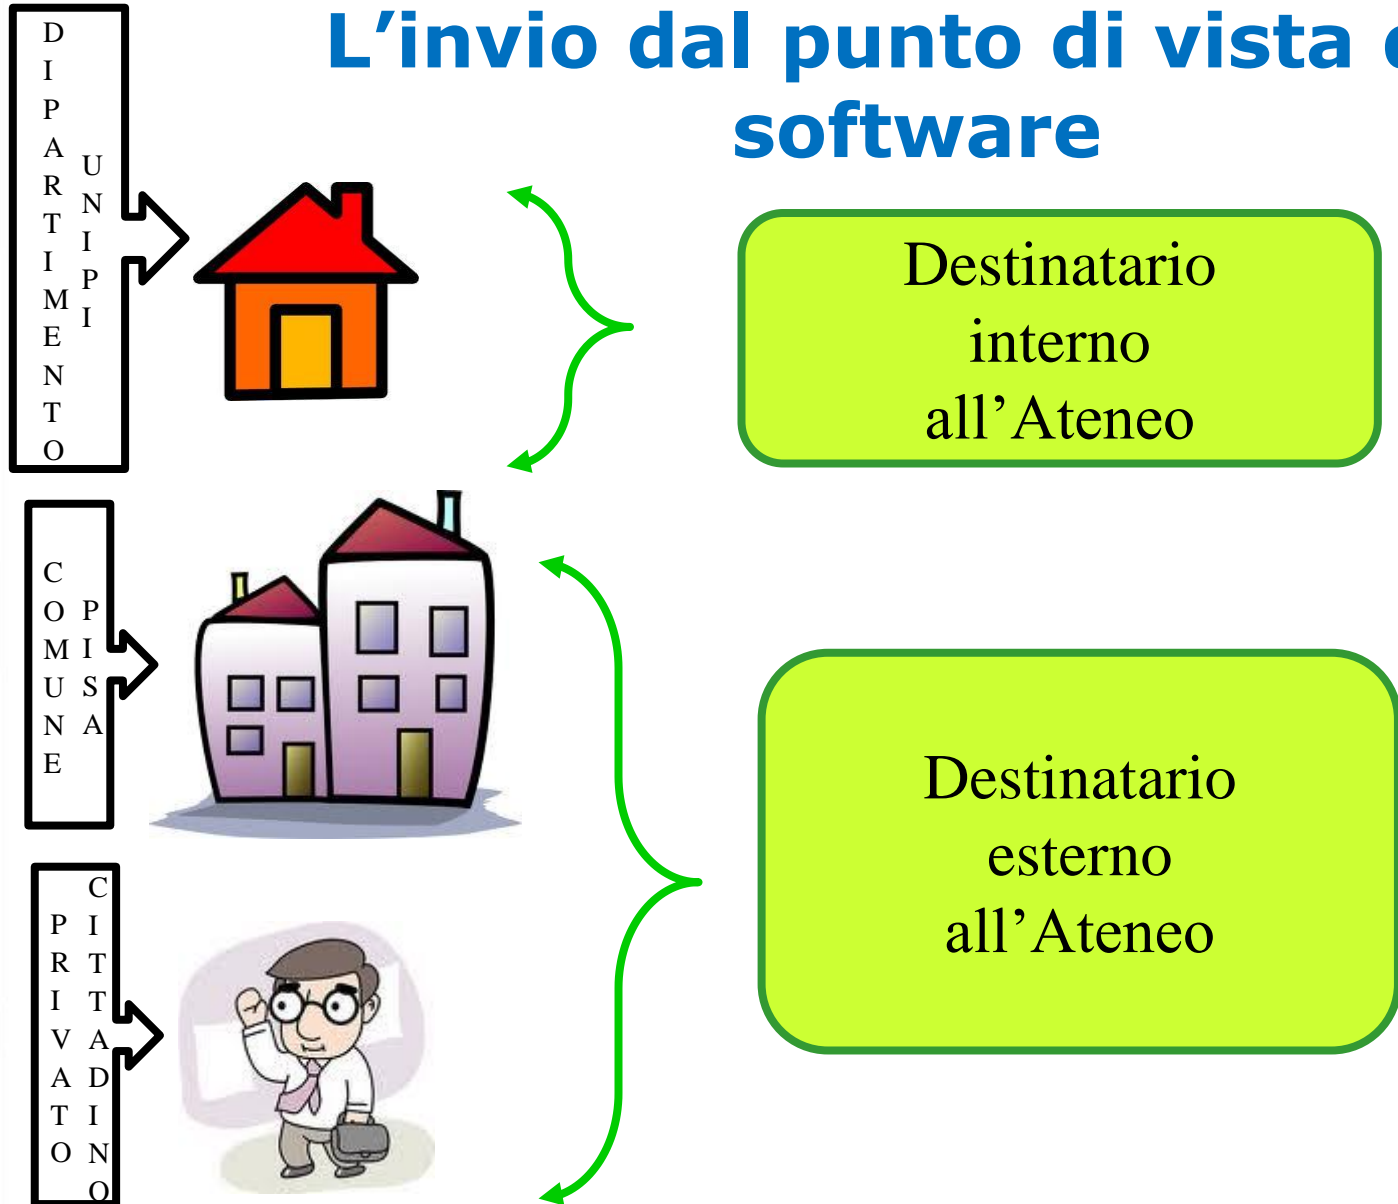 L’invio dal punto di vista
software
DIPARTIMENTO
UNIPI
Destinatario
interno
all’Ateneo
COMUNE
PISA
Destinatario
esterno
all’Ateneo
PRIVATO
CITTADINO